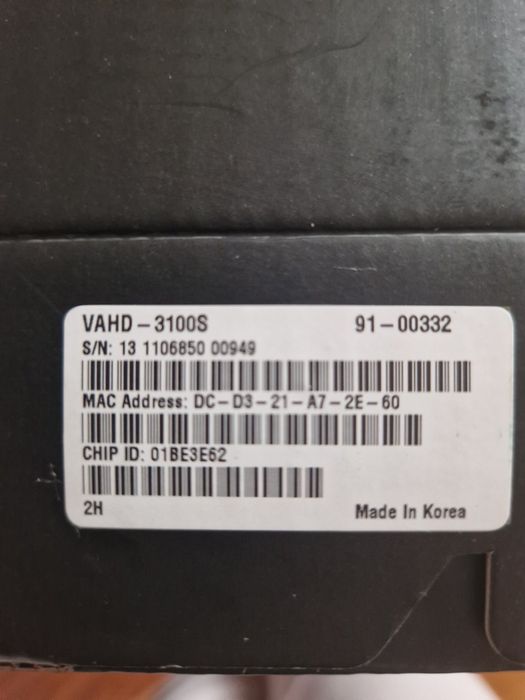 VAHD-3100S 91-00332
S/N: 13 1106850 00949
MAC Address: DC-D3-21-A7-2E-60
CHIP ID: 01BE3E62
2H Made In Korea